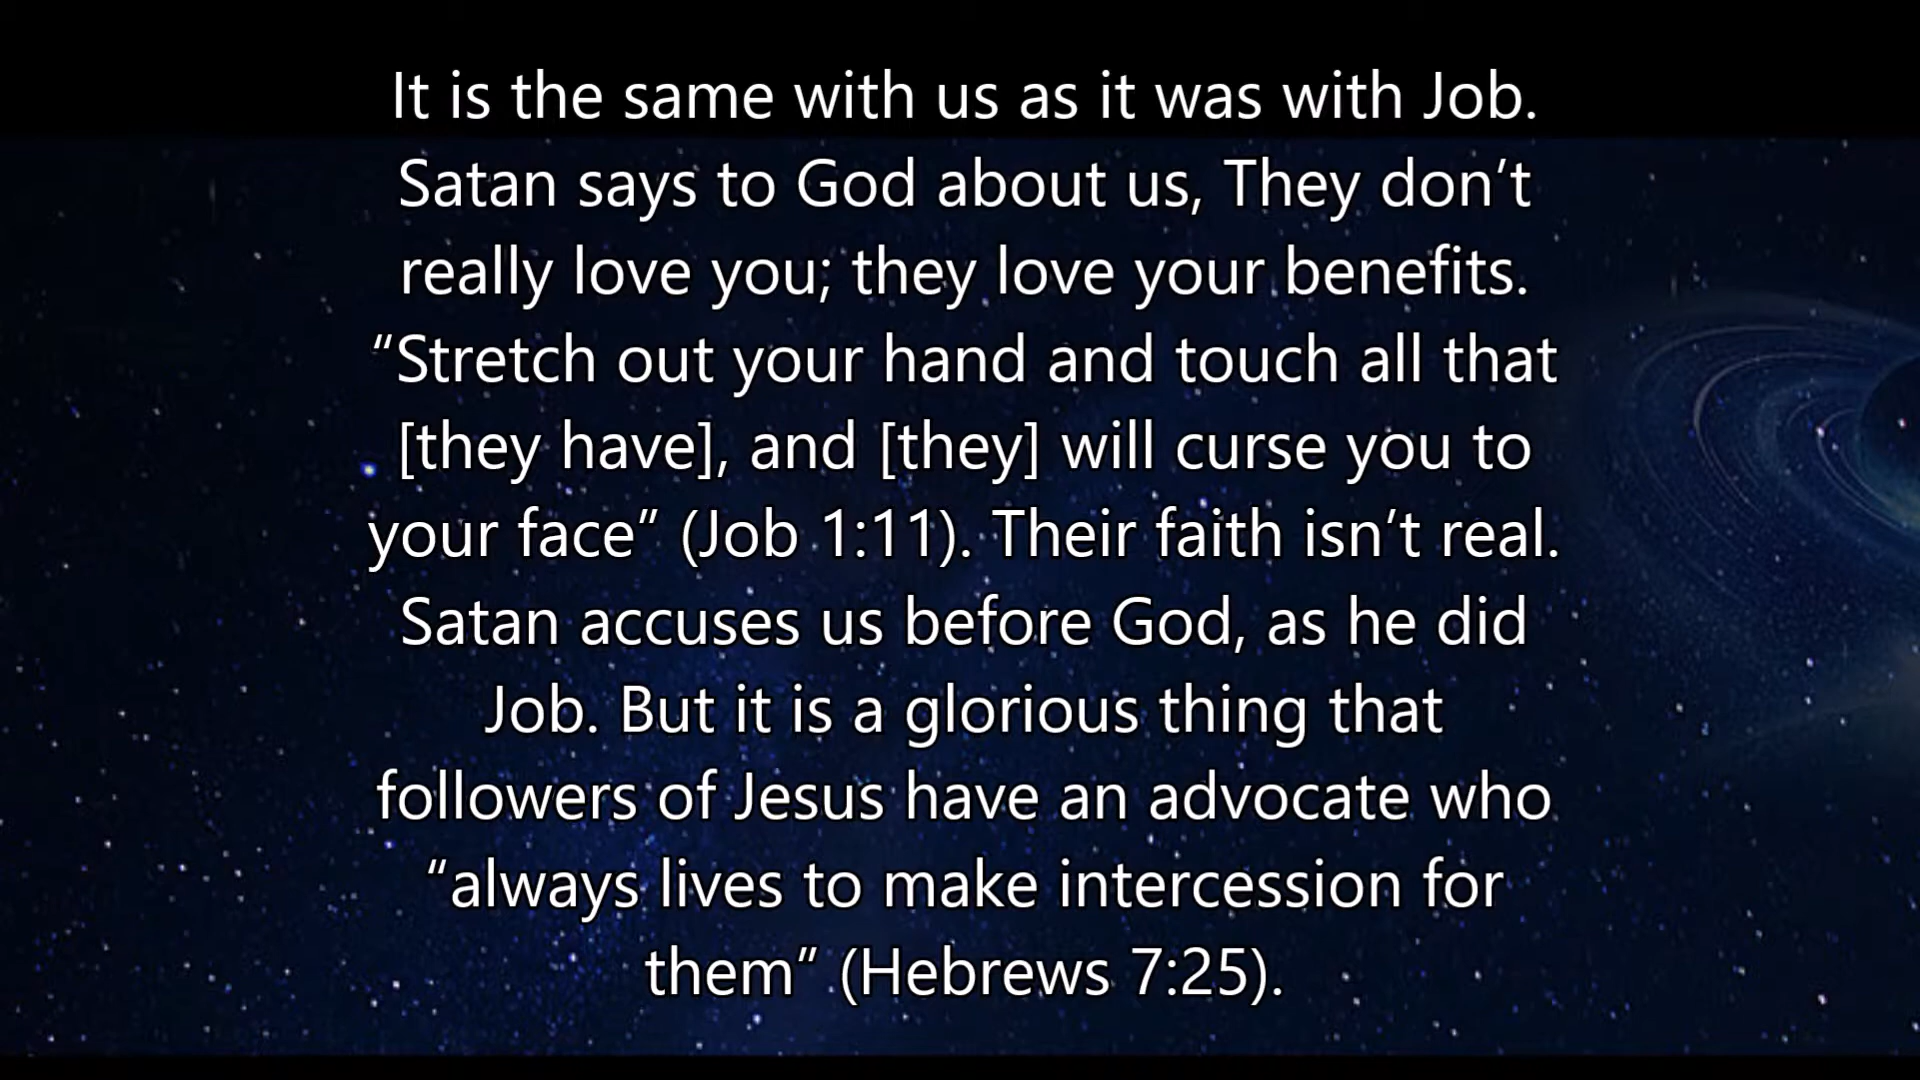 It is the same with us as it was with Job.
Satan says to God about us, They don’t
really love you; they love your benefits.
“Stretch out your hand and touch all that
[they have], and [they] will curse you to
your face” (Job 1:11). Their faith isn’t real.
Satan accuses us before God, as he did
Job. But it is a glorious thing that
followers of Jesus have an advocate who
“always lives to make intercession for
them” (Hebrews 7:25).